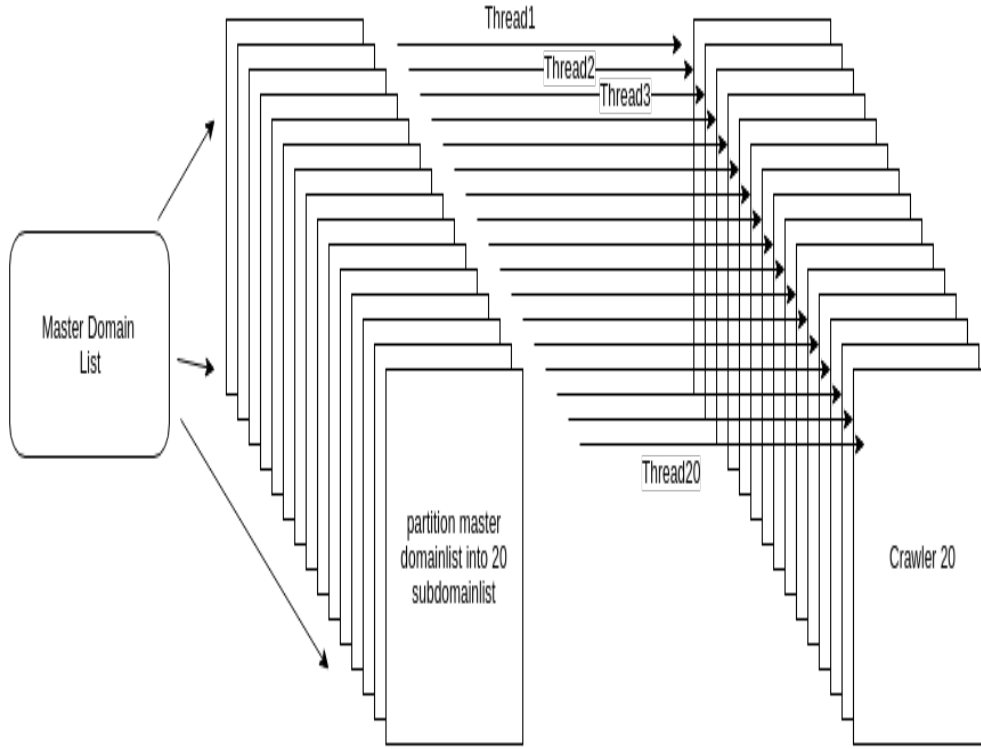 Thread1
Thread2
Thread3
Master Domain
List
Thread20
partition master
domainlist into 20
subdomainlist
Crawler 20